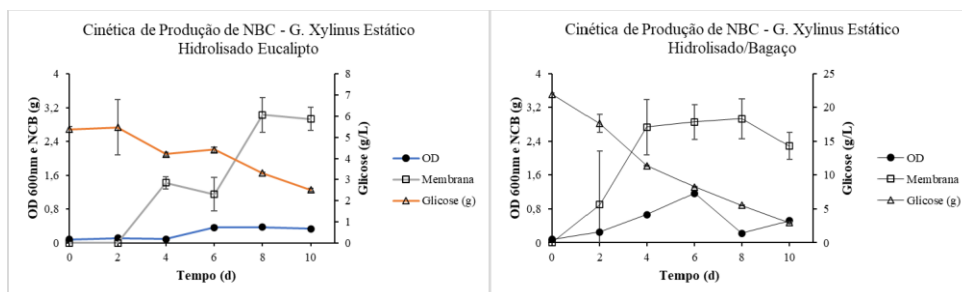 Cinética de Produção de NBC - G. Xylinus Estático
Hidrolisado Eucalipto
4
3,2
2,4
1,6
0,8
0
OD 600nm e NCB (g)
8
7
6
5
4
3
2
1
0
Glicose (g/L)
0 2 4 6 8 10
Tempo (d)
OD
Membrana
Glicose (g)
Cinética de Produção de NBC - G. Xylinus Estático
Hidrolisado/Bagaço
4
3,2
2,4
1,6
0,8
0
OD 600nm e NCB (g)
25
20
15
10
5
0
Glicose (g/L)
0 2 4 6 8 10
Tempo (d)
OD
Membrana
Glicose (g)